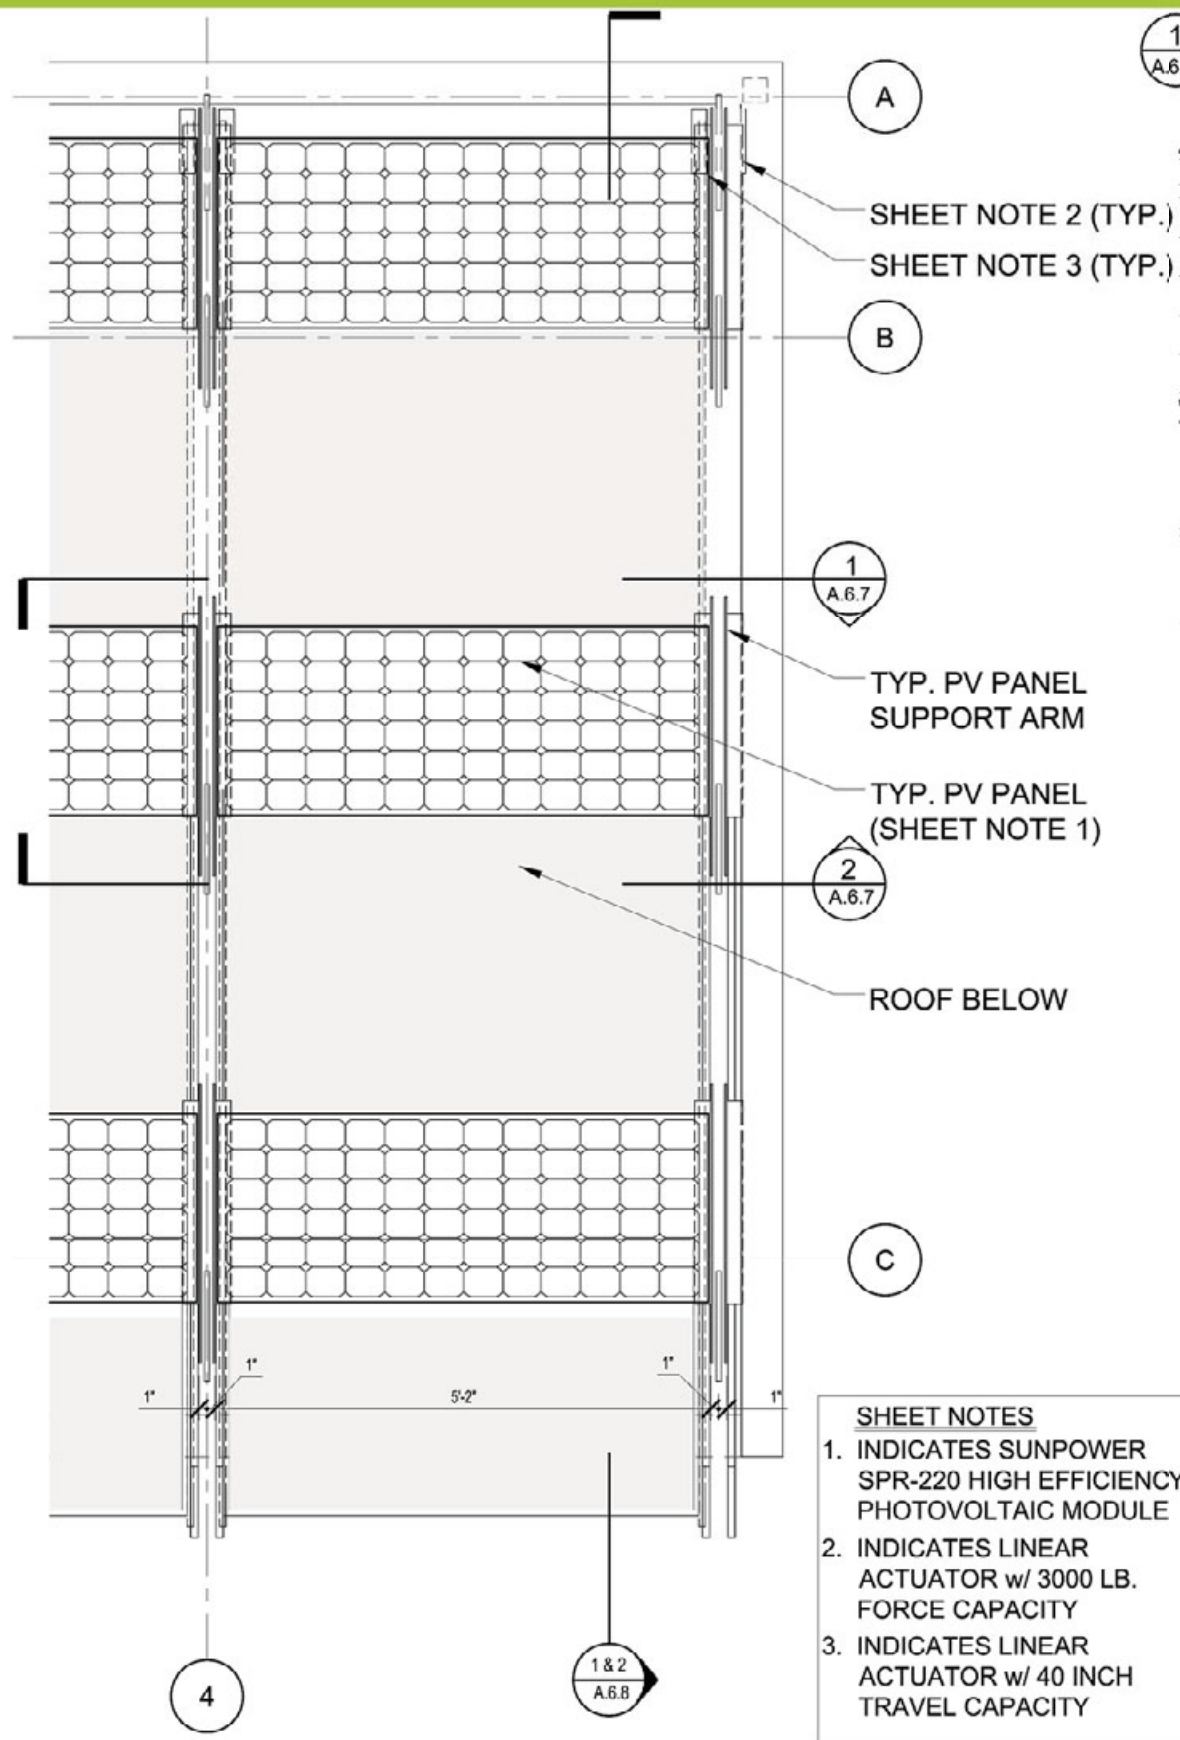 1
A.6
A
SHEET NOTE 2 (TYP.)
SHEET NOTE 3 (TYP.)
B
1
A.6.7
TYP. PV PANEL
SUPPORT ARM
TYP. PV PANEL
(SHEET NOTE 1)
2
A.6.7
ROOF BELOW
C
1"
1"
5'-2"
1"
1"
SHEET NOTES
1. INDICATES SUNPOWER
SPR-220 HIGH EFFICIENCY
PHOTOVOLTAIC MODULE
2. INDICATES LINEAR
ACTUATOR w/ 3000 LB.
FORCE CAPACITY
3. INDICATES LINEAR
ACTUATOR w/ 40 INCH
TRAVEL CAPACITY
4
1 & 2
A.6.8